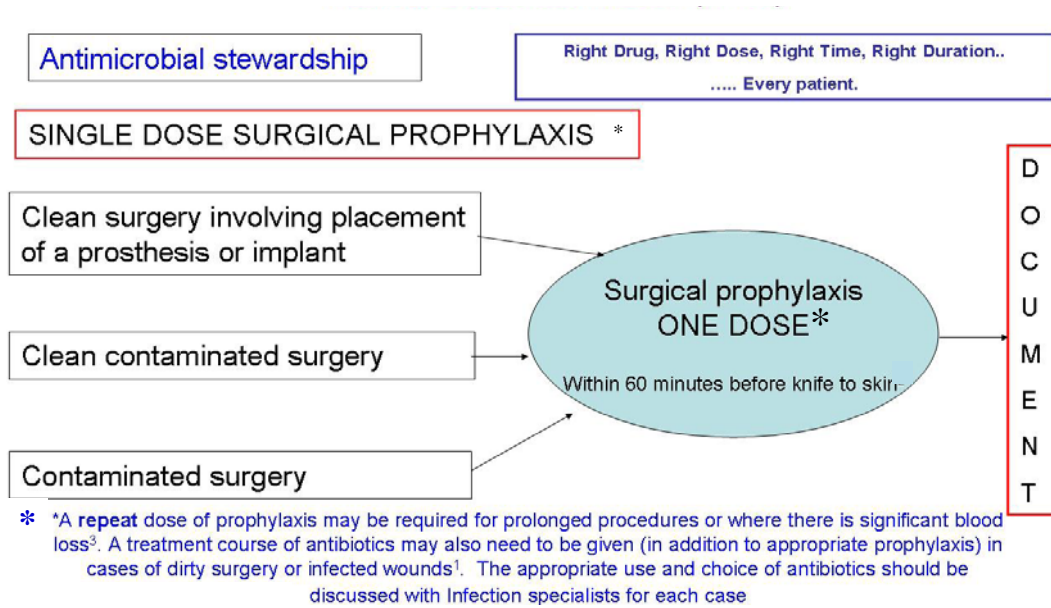 Antimicrobial stewardship
Right Drug, Right Dose, Right Time, Right Duration..
..... Every patient.
SINGLE DOSE SURGICAL PROPHYLAXIS *
Clean surgery involving placement
of a prosthesis or implant
Clean contaminated surgery
Contaminated surgery
Surgical prophylaxis
ONE DOSE*
Within 60 minutes before knife to skin
D
O
C
U
M
E
N
T
* *A repeat dose of prophylaxis may be required for prolonged procedures or where there is significant blood
loss³. A treatment course of antibiotics may also need to be given (in addition to appropriate prophylaxis) in
cases of dirty surgery or infected wounds¹. The appropriate use and choice of antibiotics should be
discussed with Infection specialists for each case